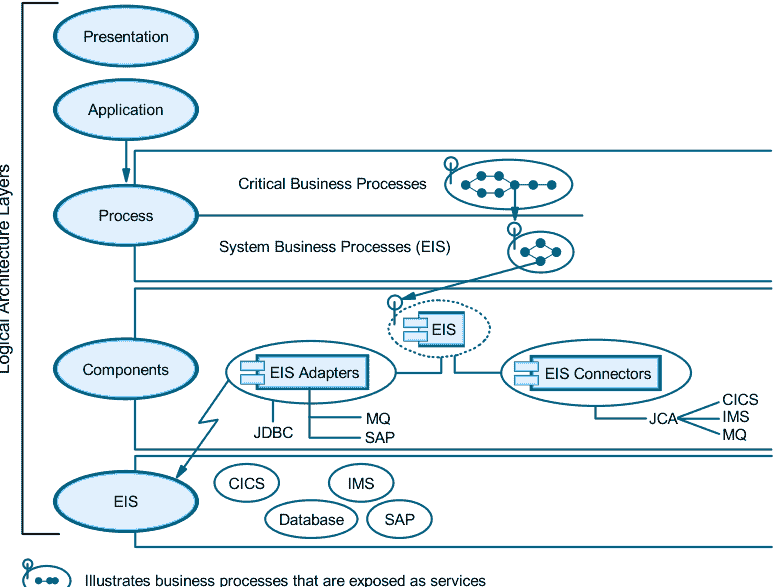 Logical Architecture Layers
Presentation
Application
Process
Critical Business Processes
System Business Processes (EIS)
Components
EIS
EIS Adapters
EIS Connectors
JDBC
MQ
SAP
JCA
CICS
IMS
MQ
EIS
CICS
IMS
Database
SAP
Illustrates business processes that are exposed as services